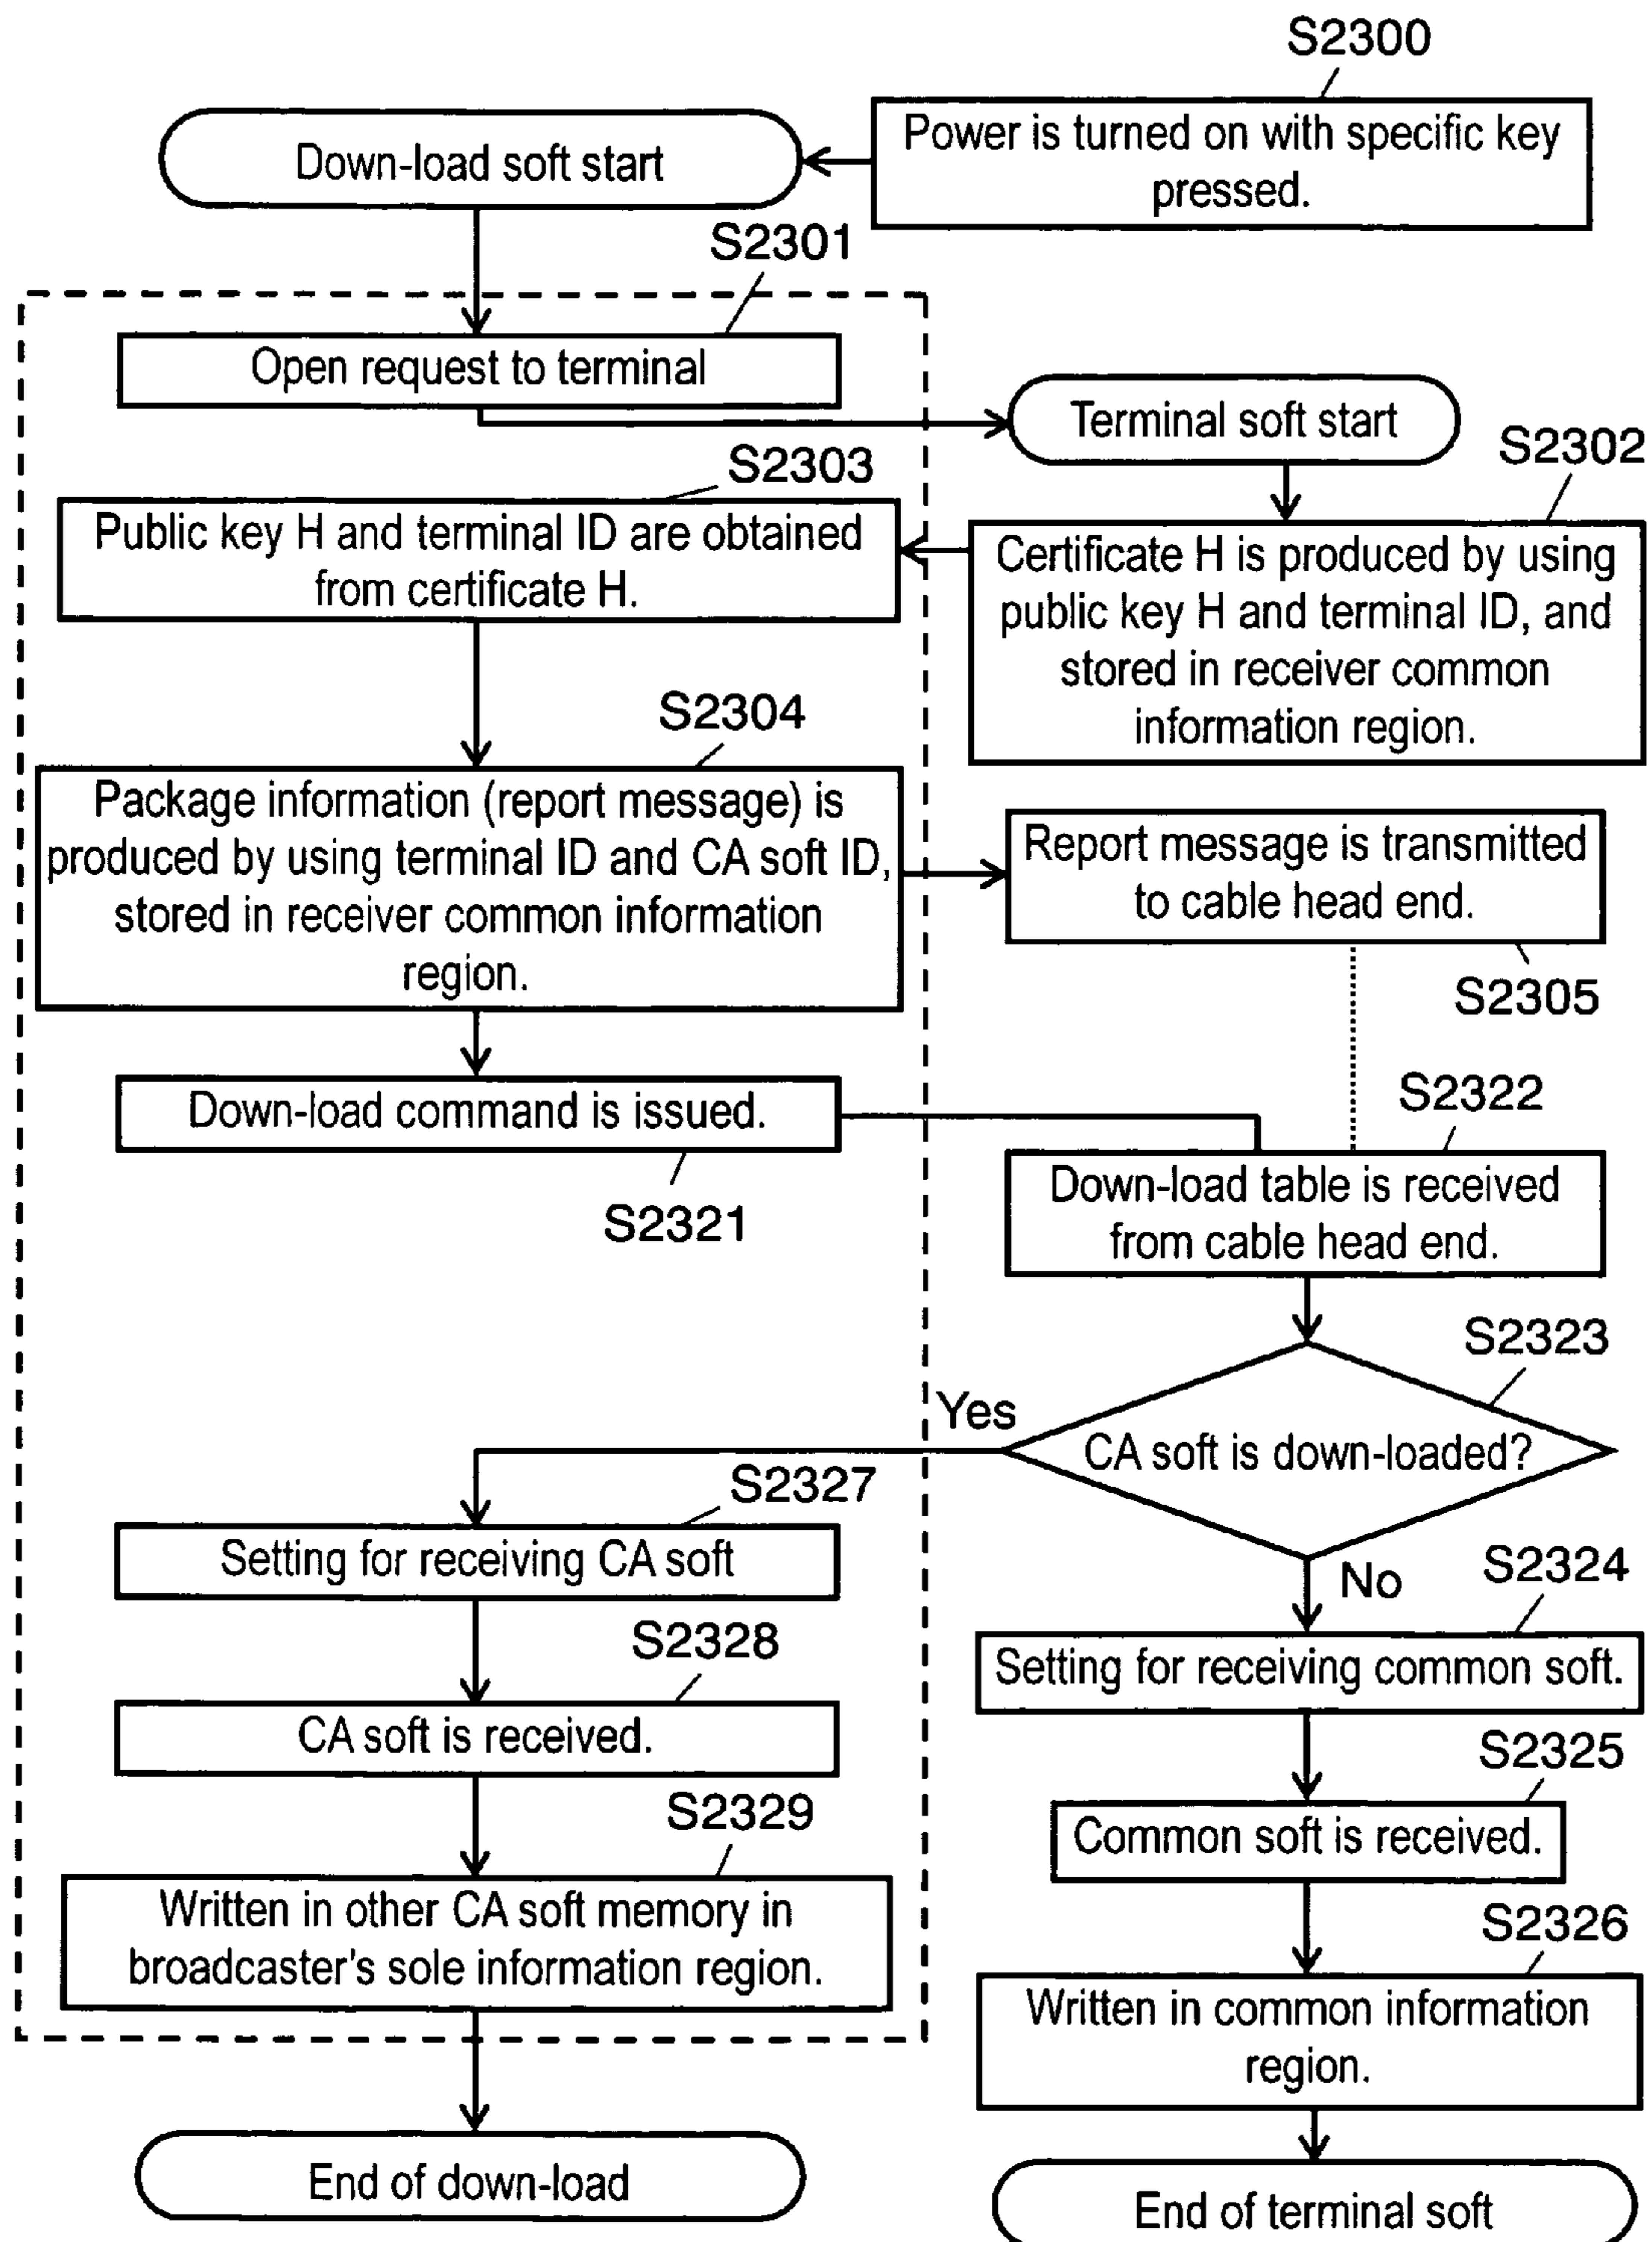 S2300
Power is turned on with specific key
pressed.
Down-load soft start
S2301
Open request to terminal
Terminal soft start
S2302
S2303
Public key H and terminal ID are obtained
from certificate H.
Certificate H is produced by using
public key H and terminal ID, and
stored in receiver common
information region.
S2304
Package information (report message) is
produced by using terminal ID and CA soft ID,
stored in receiver common information
region.
Report message is transmitted
to cable head end.
S2305
Down-load command is issued.
S2321
S2322
Down-load table is received
from cable head end.
S2323
Yes
CA soft is down-loaded?
S2327
Setting for receiving CA soft
No
S2324
Setting for receiving common soft.
S2328
CA soft is received.
S2325
Common soft is received.
S2329
Written in other CA soft memory in
broadcaster's sole information region.
S2326
Written in common information
region.
End of down-load
End of terminal soft